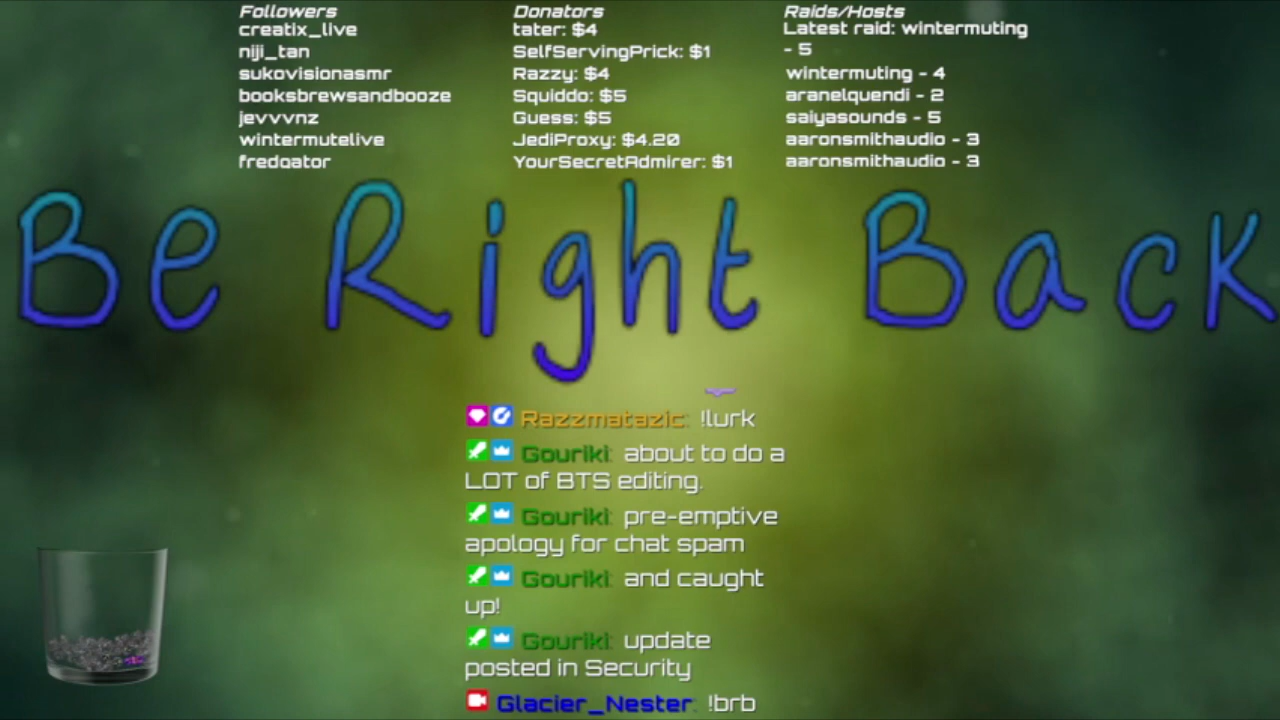 Followers
creatix_live
niji_tan
sukovisionasmr
booksbrewsandbooze
jevvvnz
wintermutelive
fredgator
Donators
tater: $4
SelfServingPrick: $1
Razzy: $4
Squiddo: $5
Guess: $5
JediProxy: $4.20
YourSecretAdmirer: $1
Raids/Hosts
Latest raid: wintermuting
- 5
wintermuting - 4
aranelquendi - 2
saiyasounds - 5
aaronsmithaudio - 3
aaronsmithaudio - 3
Be Right Back
Razzmatazic: !lurk
Gouriki: about to do a
LOT of BTS editing.
Gouriki: pre-emptive
apology for chat spam
Gouriki: and caught
up!
Gouriki: update
posted in Security
Glacier_Nester: !brb